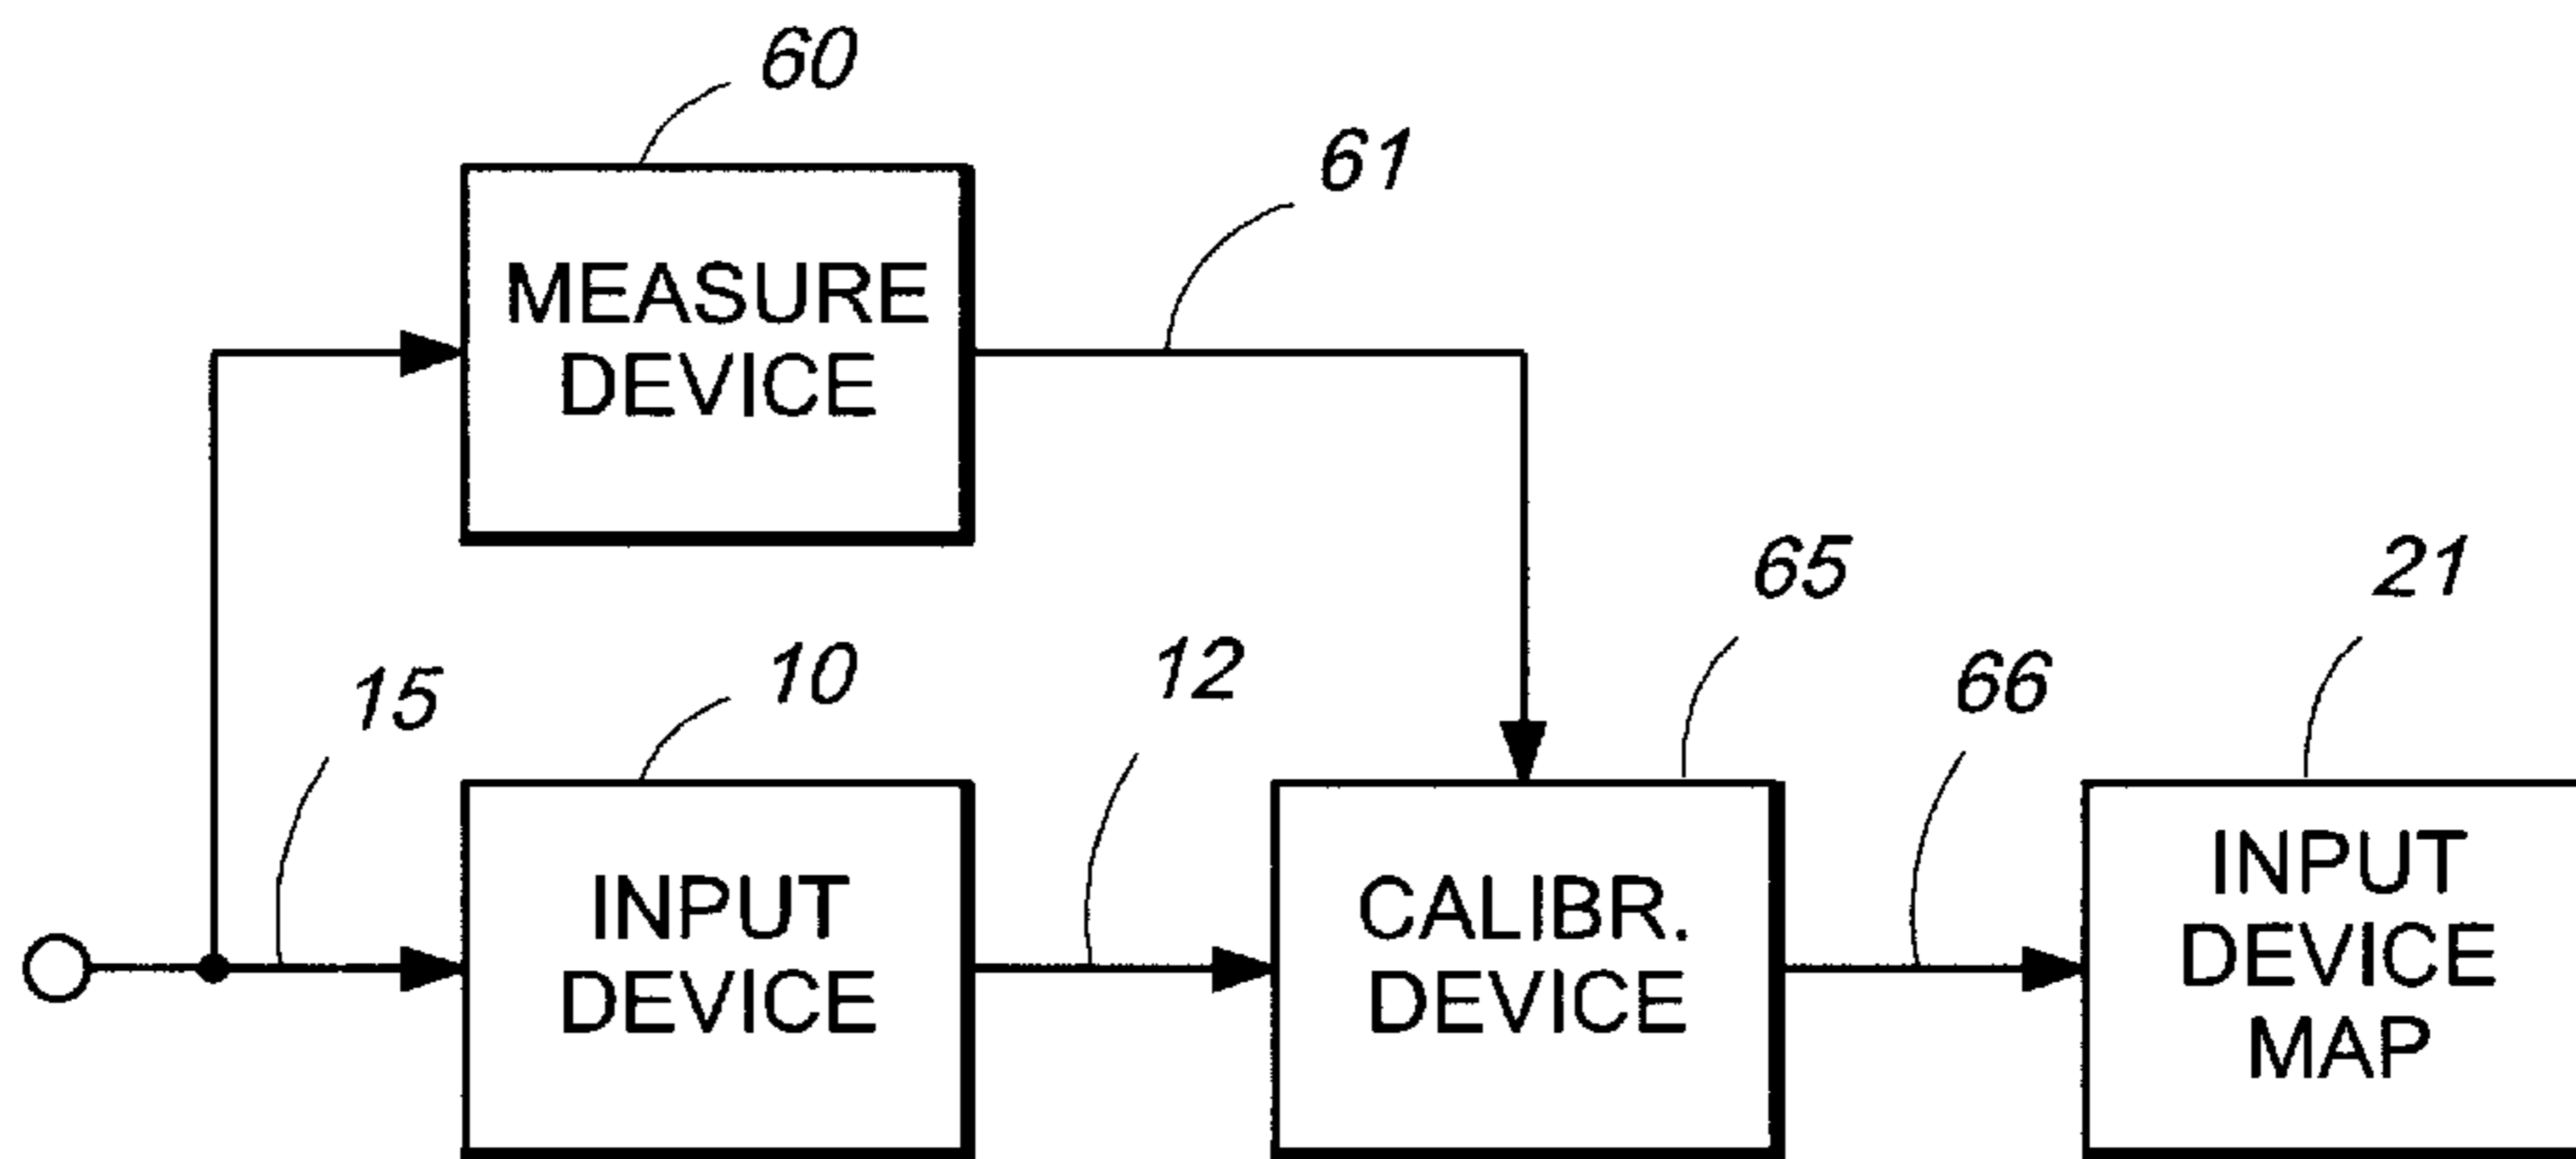 60
61
MEASURE
DEVICE
65
21
15
10
12
66
INPUT
DEVICE
CALIBR.
DEVICE
INPUT
DEVICE
MAP